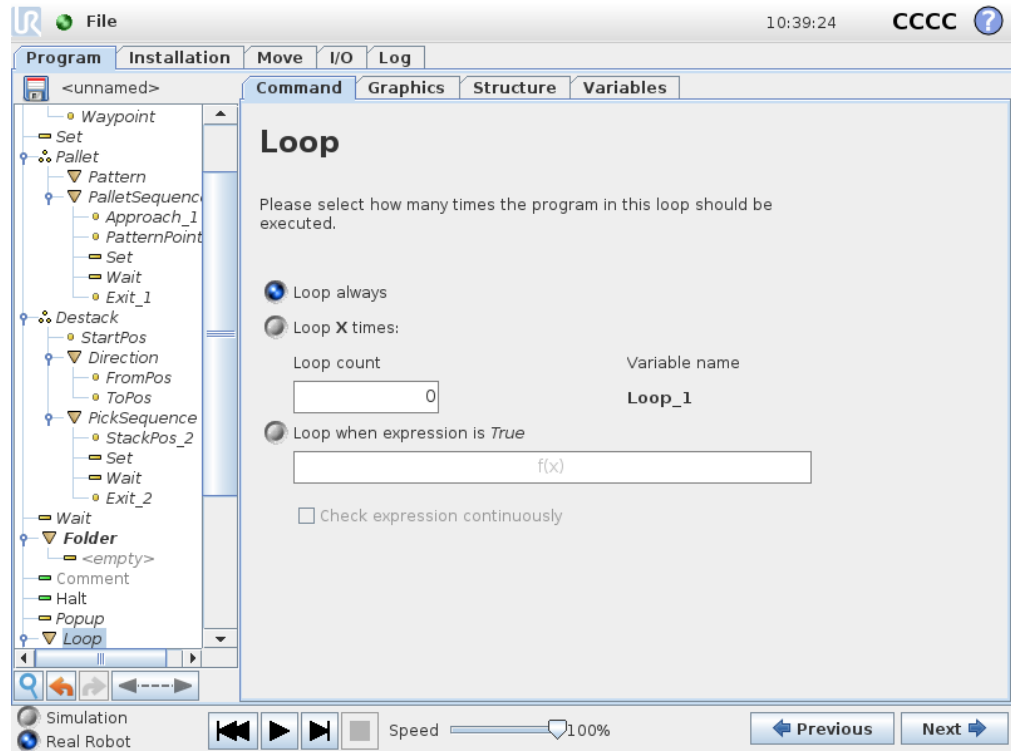 UR File 10:39:24 CCCC ?
Program Installation Move I/O Log
<unnamed> Command Graphics Structure Variables
Waypoint
Set
Pallet
Pattern
PalletSequenc
Approach_1
PatternPoint
Set
Wait
Exit_1
Destack
StartPos
Direction
FromPos
ToPos
PickSequence
StackPos_2
Set
Wait
Exit_2
Wait
Folder
<empty>
Comment
Halt
Popup
Loop
Loop
Please select how many times the program in this loop should be
executed.
Loop always
Loop X times:
Loop count Variable name
0 Loop_1
Loop when expression is True
f(x)
Check expression continuously
Simulation
Real Robot
Speed 100%
Previous Next